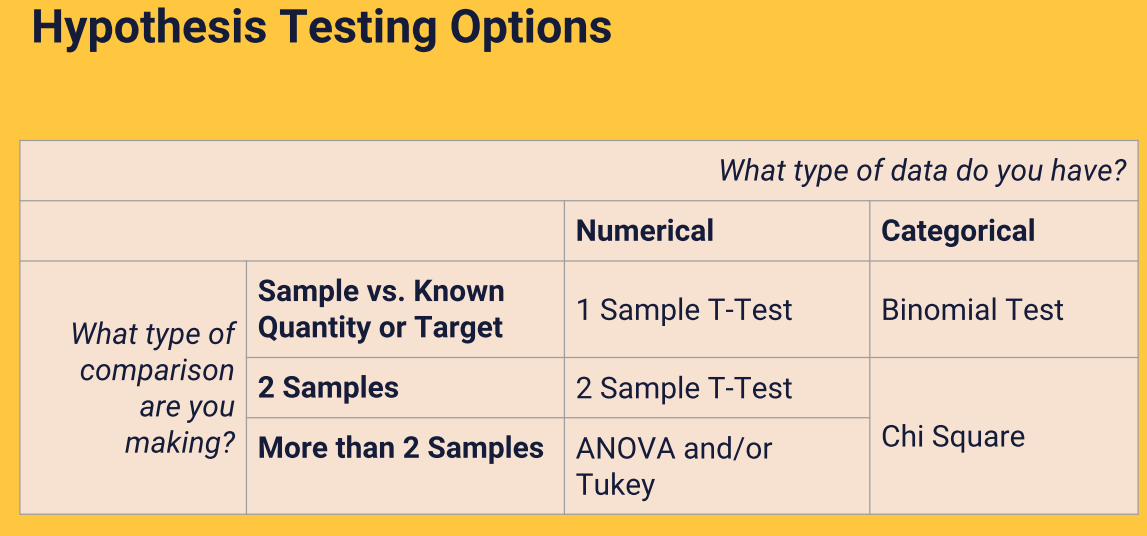 Hypothesis Testing Options
What type of data do you have?
Numerical
Categorical
What type of
comparison
are you
making?
Sample vs. Known
Quantity or Target
1 Sample T-Test
Binomial Test
2 Samples
2 Sample T-Test
Chi Square
More than 2 Samples
ANOVA and/or
Tukey